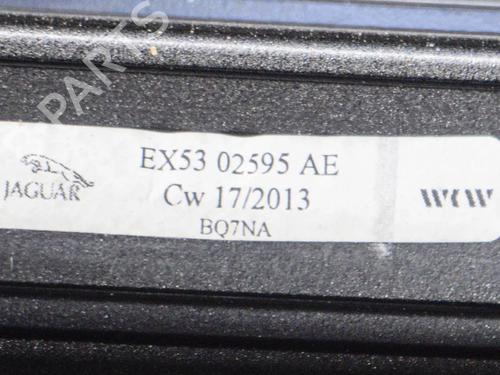 PARTS
JAGUAR
EX53 02595 AE
Cw 17/2013
BQ7NA
WCW